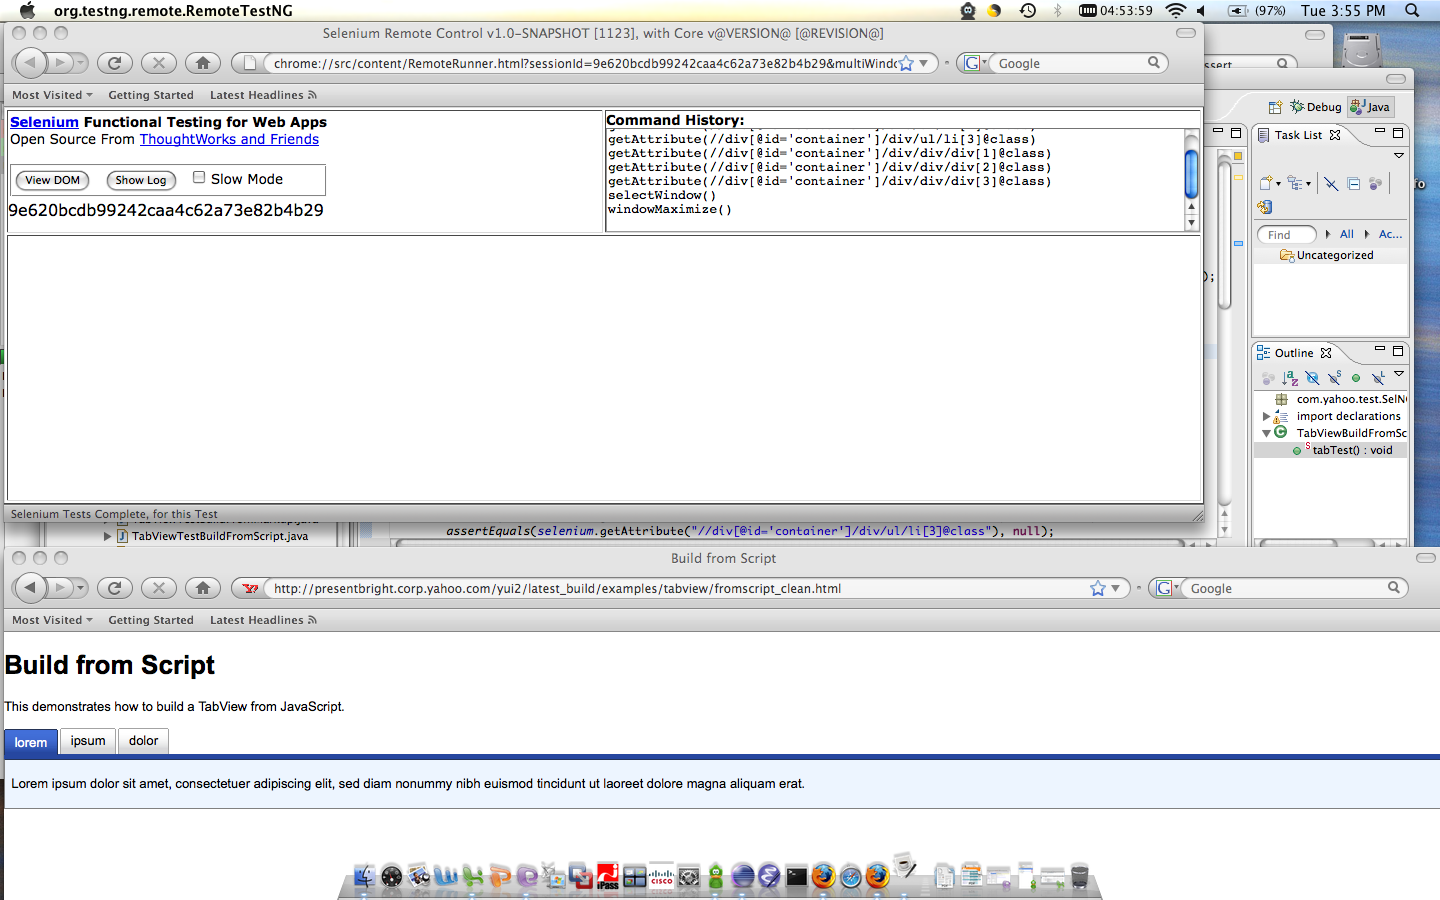 org.testng.remote.RemoteTestNG
04:53:59
(97%)
Tue 3:55 PM
Selenium Remote Control v1.0-SNAPSHOT [1123], with Core v@VERSION@ [@REVISION@]
chrome://src/content/RemoteRunner.html?sessionId=9e620bcdb99242caa4c62a73e82b4b29&multiWind
Google
Most Visited
Getting Started
Latest Headlines
Selenium Functional Testing for Web Apps
Open Source From ThoughtWorks and Friends
View DOM
Show Log
Slow Mode
9e620bcdb99242caa4c62a73e82b4b29
Command History:
getAttribute(//div[@id='container']/div/ul/li[3]@class)
getAttribute(//div[@id='container']/div/div/div[1]@class)
getAttribute(//div[@id='container']/div/div/div[2]@class)
getAttribute(//div[@id='container']/div/div/div[3]@class)
selectWindow()
windowMaximize()
Selenium Tests Complete, for this Test
ssert
Debug
Java
Task List
fo
Find
All
Ac...
Uncategorized
);
Outline
com.yahoo.test.SelN
import declarations
TabViewBuildFromSc
tabTest() : void
TabViewTestBuildFromScript.java
assertEquals(selenium.getAttribute("//div[@id='container']/div/ul/li[3]@class"), null);
Build from Script
http://presentbright.corp.yahoo.com/yui2/latest_build/examples/tabview/fromscript_clean.html
Google
Most Visited
Getting Started
Latest Headlines
Build from Script
This demonstrates how to build a TabView from JavaScript.
lorem
ipsum
dolor
Lorem ipsum dolor sit amet, consectetuer adipiscing elit, sed diam nonummy nibh euismod tincidunt ut laoreet dolore magna aliquam erat.
iPass
CISCO